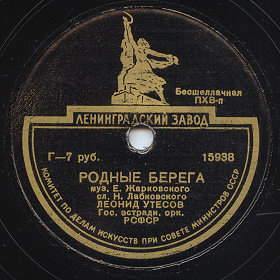 Бесшеллачная
ПХВ-п
ЛЕНИНГРАДСКИЙ ЗАВОД
Г-7 руб. 15938
РОДНЫЕ БЕРЕГА
муз. Е. Жарковского
сл. Н. Лабковского
ЛЕОНИД УТЕСОВ
Гос. эстрадн. орк.
РСФСР
КОМИТЕТ ПО ДЕЛАМ ИСКУССТВ ПРИ СОВЕТЕ МИНИСТРОВ СССР